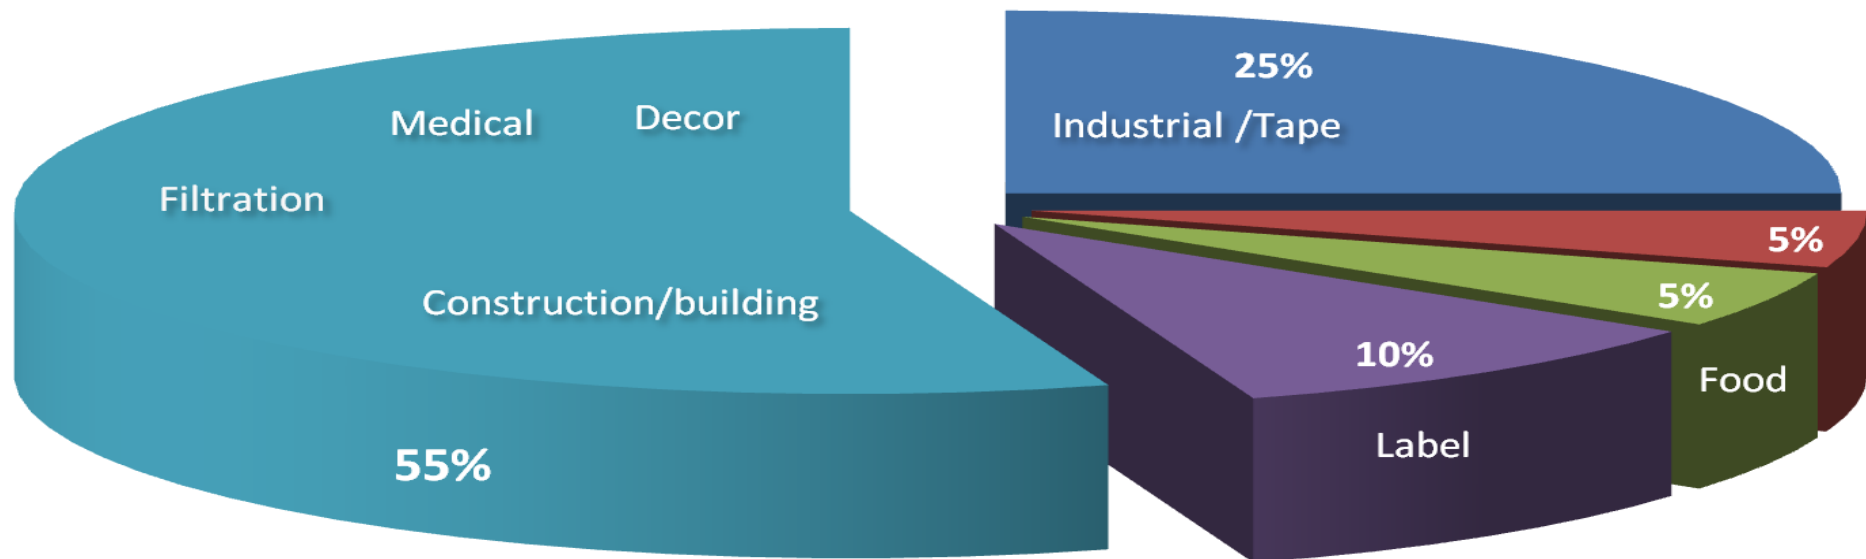 25%
Medical
Decor
Industrial /Tape
Filtration
5%
5%
Construction/building
10%
Food
Label
55%